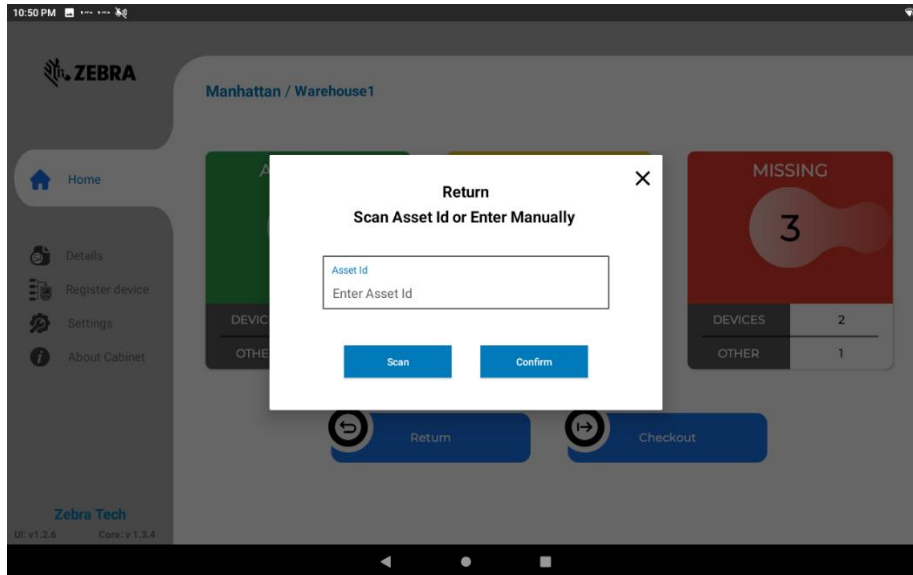 10:50 PM
ZEBRA
Manhattan / Warehouse1
Home
Details
Register device
Settings
About Cabinet
MISSING
3
DEVICES 2
OTHER 1
Return
Scan Asset Id or Enter Manually
Asset Id
Enter Asset Id
Scan Confirm
Return Checkout
Zebra Tech
UI: v1.2.6 Core: v 1.3.4